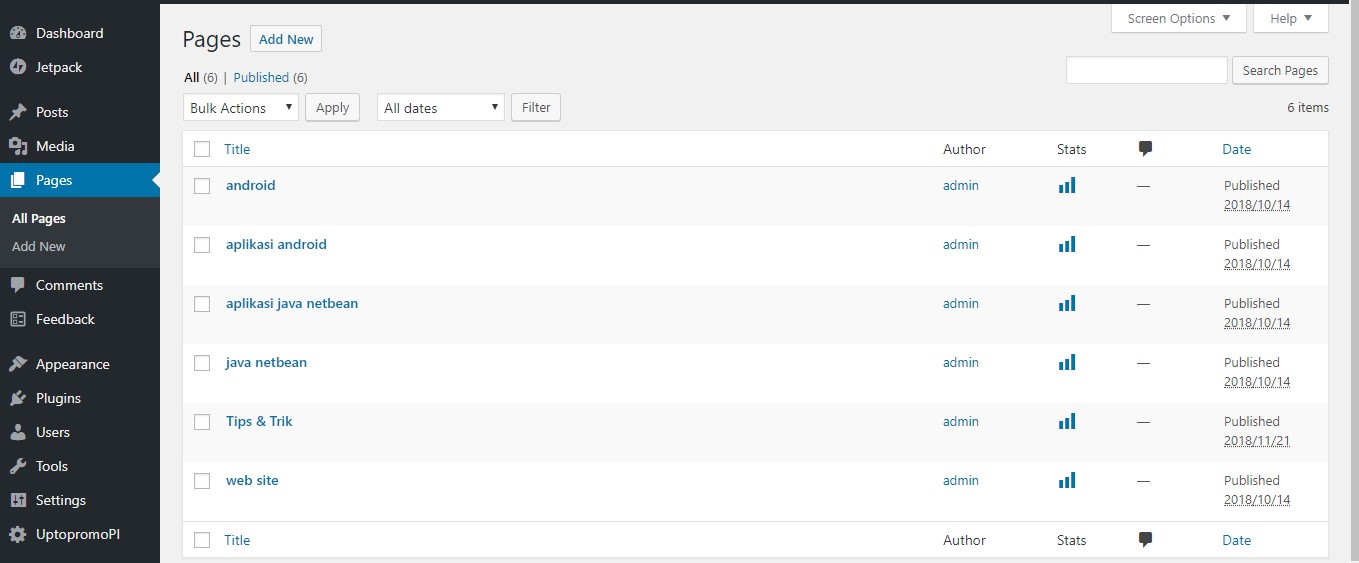 Dashboard
Jetpack
Posts
Media
Pages
All Pages
Add New
Comments
Feedback
Appearance
Plugins
Users
Tools
Settings
UptopromoPI
Screen Options Help
Pages Add New
All (6) | Published (6)
Search Pages
Bulk Actions Apply All dates Filter 6 items
Title Author Stats Date
android admin — Published
2018/10/14
aplikasi android admin — Published
2018/10/14
aplikasi java netbean admin — Published
2018/10/14
java netbean admin — Published
2018/10/14
Tips & Trik admin — Published
2018/11/21
web site admin — Published
2018/10/14
Title Author Stats Date